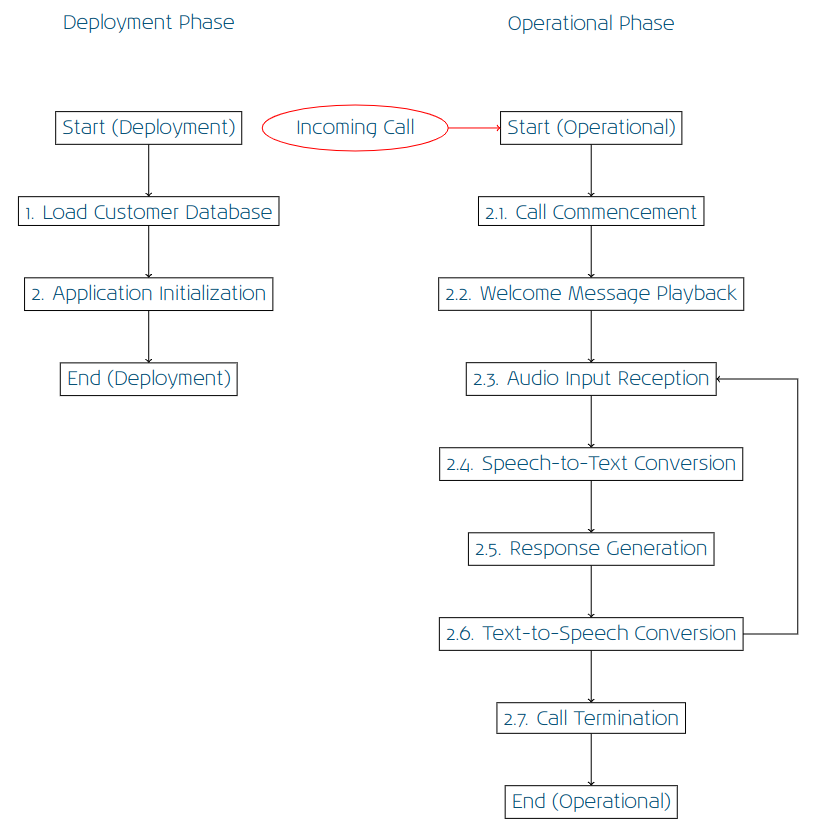 Deployment Phase
Operational Phase
Start (Deployment)
Incoming Call
Start (Operational)
1. Load Customer Database
2.1. Call Commencement
2. Application Initialization
2.2. Welcome Message Playback
End (Deployment)
2.3. Audio Input Reception
2.4. Speech-to-Text Conversion
2.5. Response Generation
2.6. Text-to-Speech Conversion
2.7. Call Termination
End (Operational)